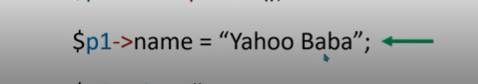 $p1->name = “Yahoo Baba”;